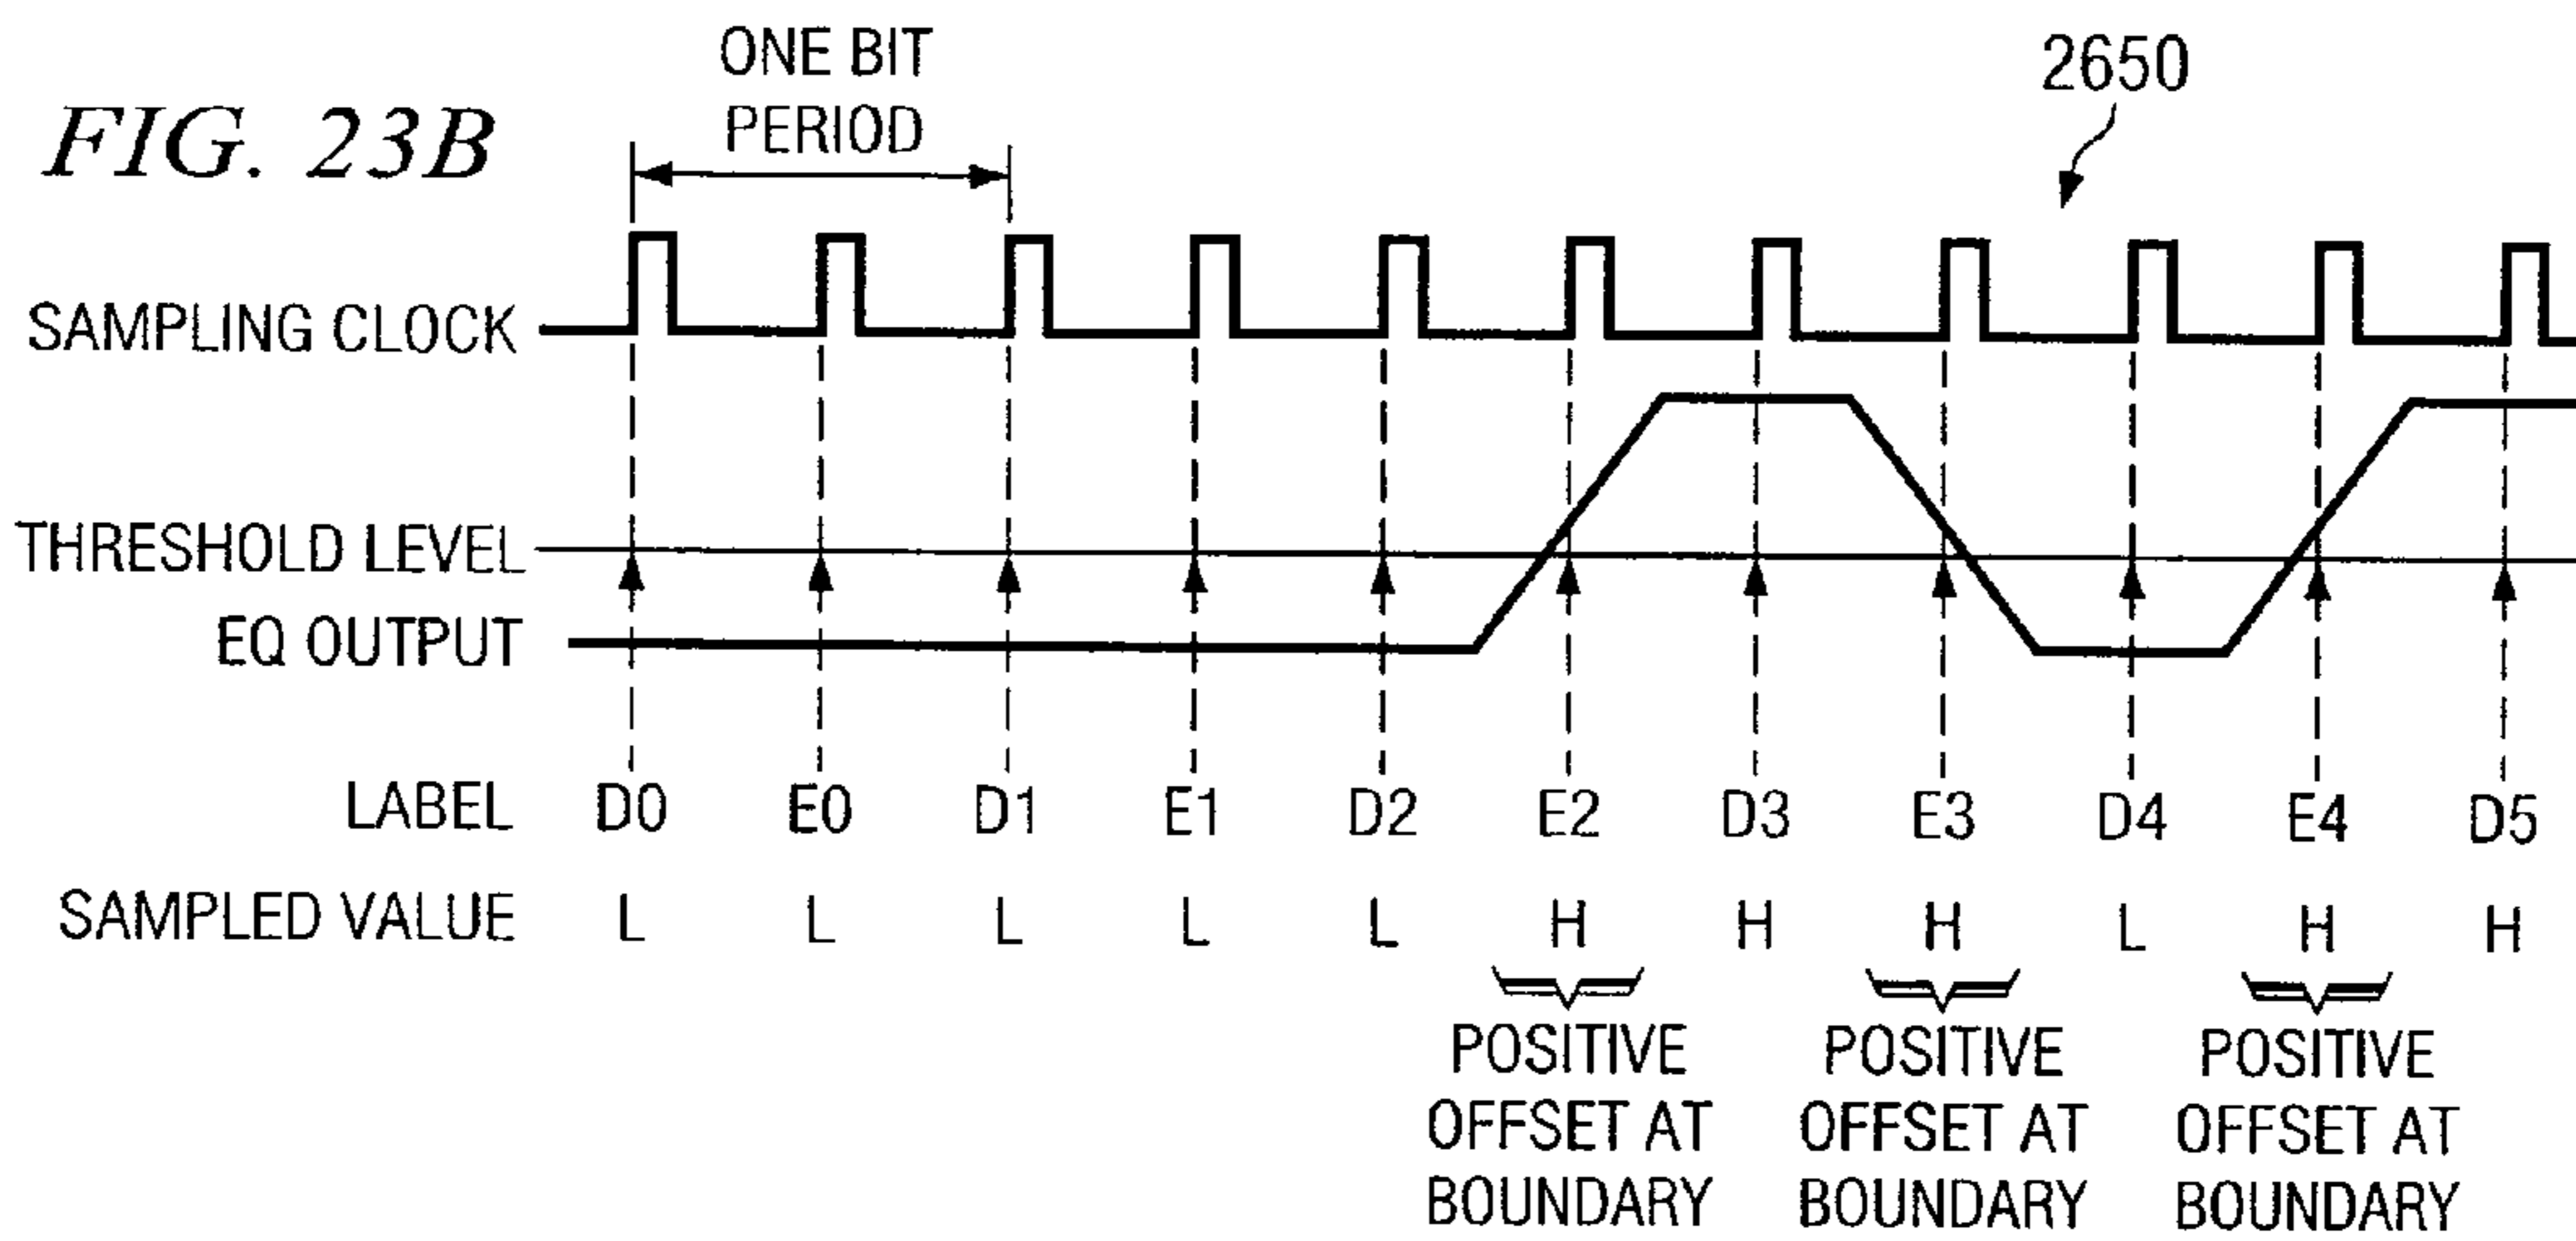 FIG. 23B
ONE BIT
PERIOD
2650
SAMPLING CLOCK
THRESHOLD LEVEL
EQ OUTPUT
LABEL D0 E0 D1 E1 D2 E2 D3 E3 D4 E4 D5
SAMPLED VALUE L L L L L H H H L H H
POSITIVE
OFFSET AT
BOUNDARY
POSITIVE
OFFSET AT
BOUNDARY
POSITIVE
OFFSET AT
BOUNDARY